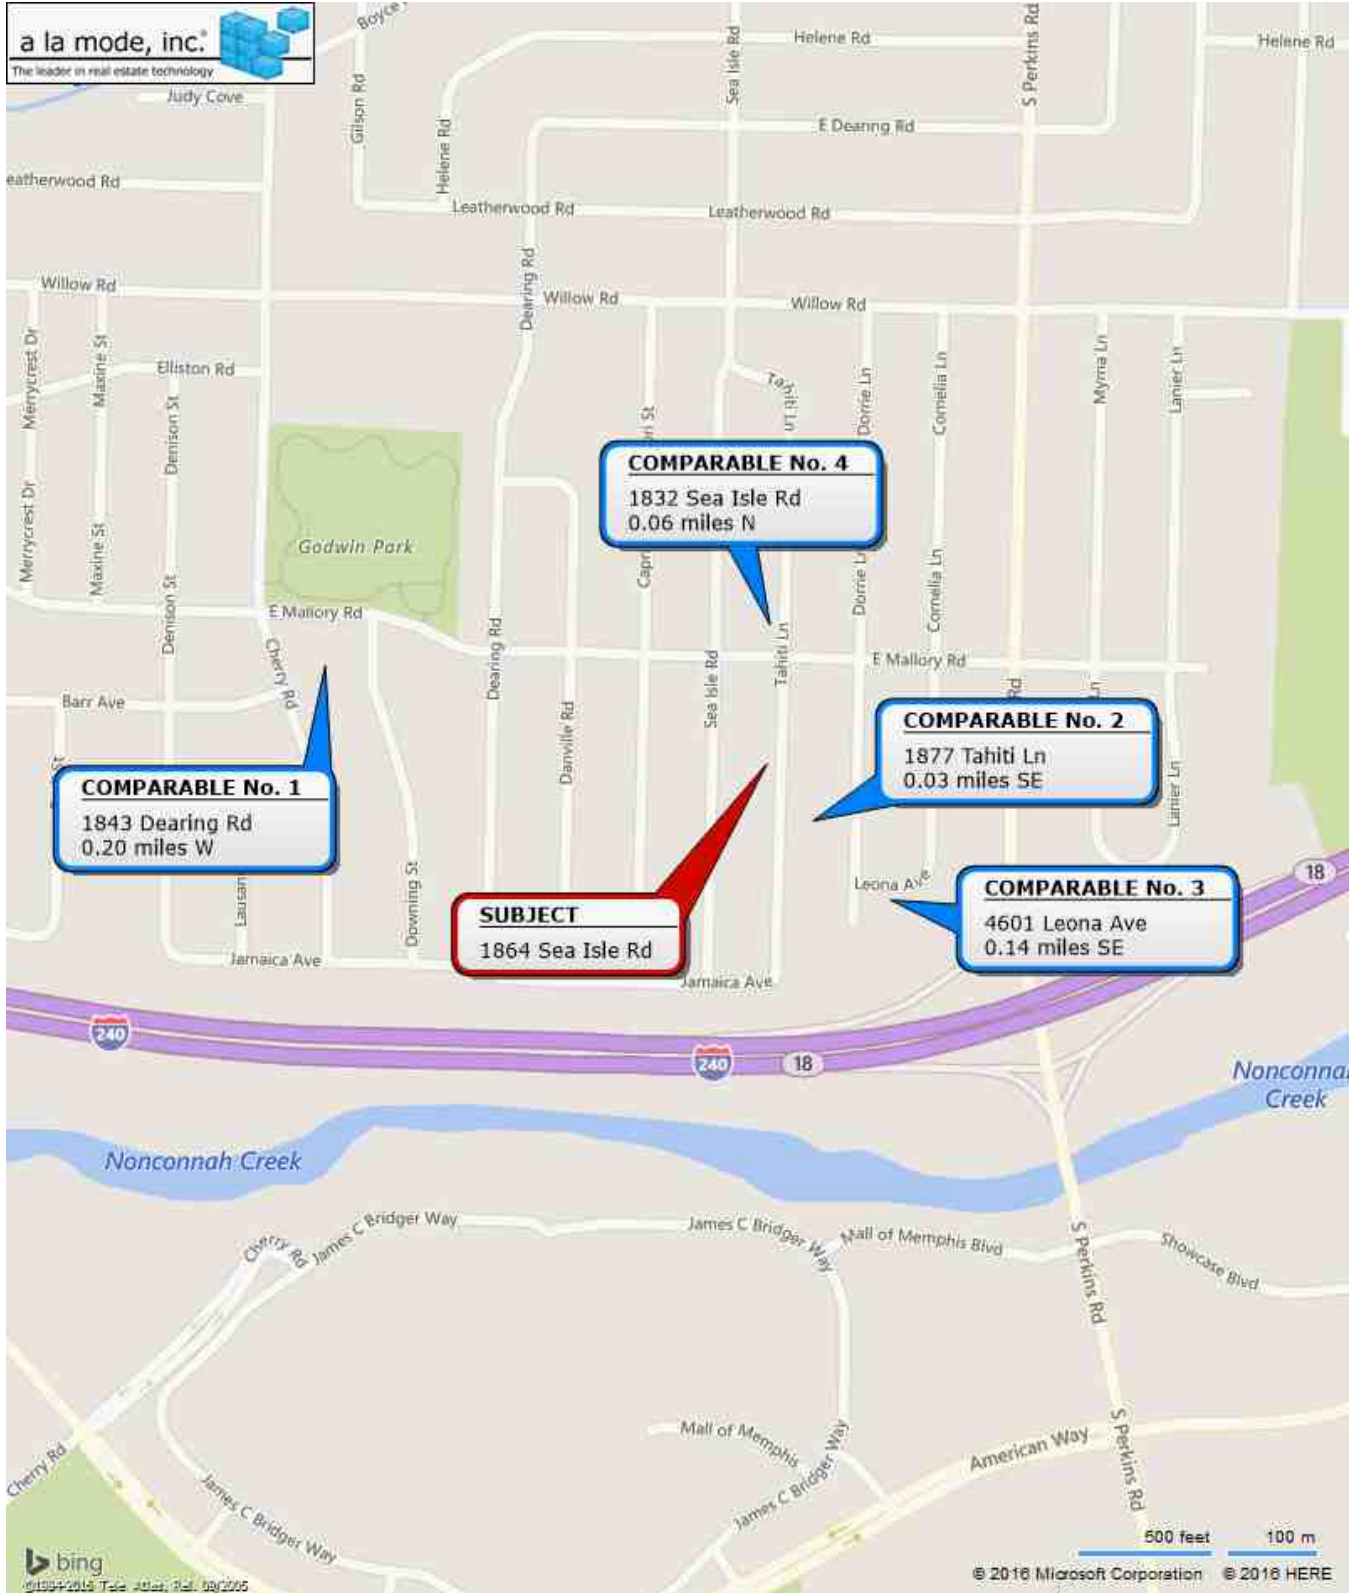 a la mode, inc.®
The leader in real estate technology
Boyce
Helene Rd
Helene Rd
Sea Isle Rd
S Perkins Rd
Judy Cove
Gilson Rd
Helene Rd
E Dearing Rd
eatherwood Rd
Leatherwood Rd
Leatherwood Rd
Dearing Rd
Willow Rd
Willow Rd
Willow Rd
Merrycrest Dr
Maxine St
Elliston Rd
Tahiti Ln
Dorrie Ln
Cornelia Ln
Myrna Ln
Lanier Ln
Denison St
COMPARABLE No. 4
1832 Sea Isle Rd
0.06 miles N
Merrycrest Dr
Maxine St
Denison St
Godwin Park
Capri
Dorrie Ln
Cornelia Ln
E Mallory Rd
Cherry Rd
Dearing Rd
Sea Isle Rd
Tahiti Ln
E Mallory Rd
Rd
Ln
Barr Ave
Danville Rd
COMPARABLE No. 2
1877 Tahiti Ln
0.03 miles SE
Lanier Ln
COMPARABLE No. 1
1843 Dearing Rd
0.20 miles W
Lausan
Downing St
Leona Ave
COMPARABLE No. 3
4601 Leona Ave
0.14 miles SE
18
SUBJECT
1864 Sea Isle Rd
Jamaica Ave
Jamaica Ave
240
240
18
Nonconnah
Creek
Nonconnah Creek
Cherry Rd
James C Bridger Way
James C Bridger Way
Mall of Memphis Blvd
S Perkins Rd
Showcase Blvd
Mall of Memphis
James C Bridger Way
American Way
S Perkins Rd
Cherry Rd
James C Bridger Way
500 feet
100 m
bing
©1984-2016 Tele Atlas, Rel. 09/2005
© 2016 Microsoft Corporation © 2016 HERE